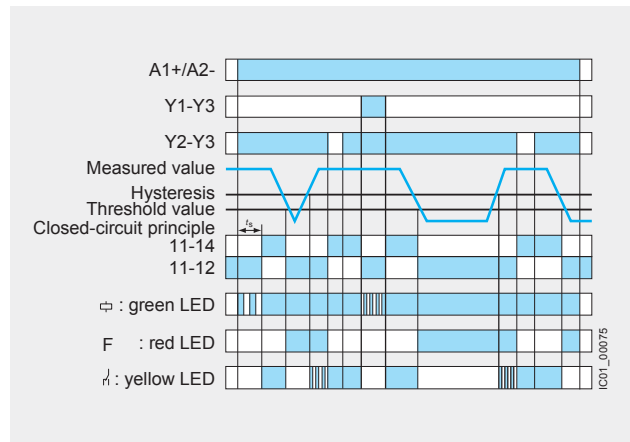 A1+/A2-
Y1-Y3
Y2-Y3
Measured value
Hysteresis
Threshold value
Closed-circuit principle
ts
11-14
11-12
: green LED
F : red LED
: yellow LED
IC01_00075